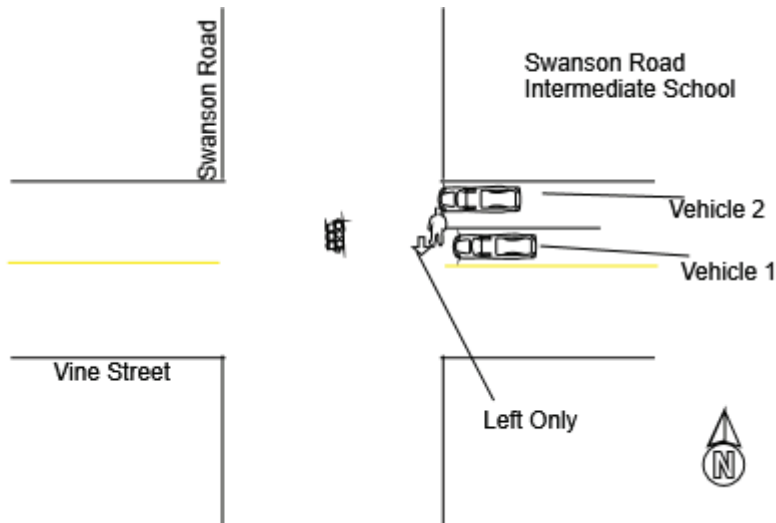 Swanson Road
Swanson Road
Intermediate School
Vehicle 2
Vehicle 1
Vine Street
Left Only
N